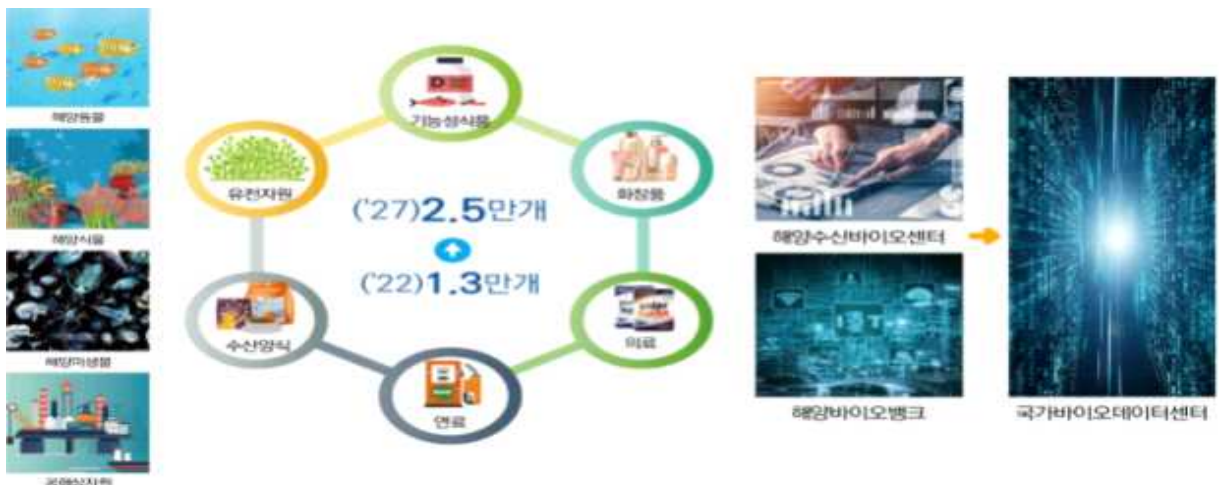 해양동물
해양식물
해양미생물
기능성식품
유전자원
화장품
('27)2.5만개
('22)1.3만개
수산양식
의료
연료
해양수산바이오센터
해양바이오뱅크
국가바이오데이터센터